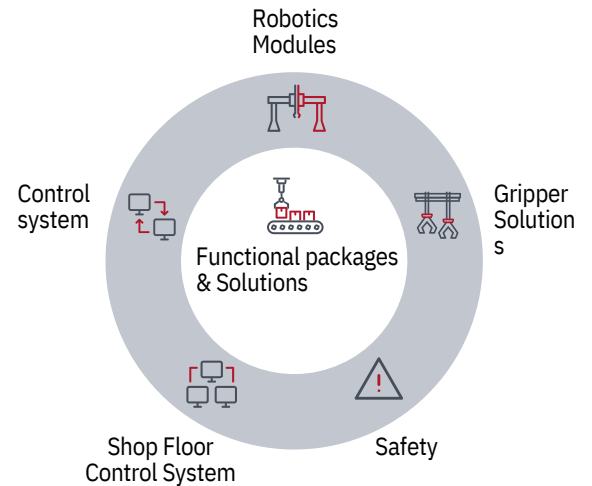 Robotics
Modules
Control
system
Gripper
Solution
s
Functional packages
& Solutions
Shop Floor
Control System
Safety